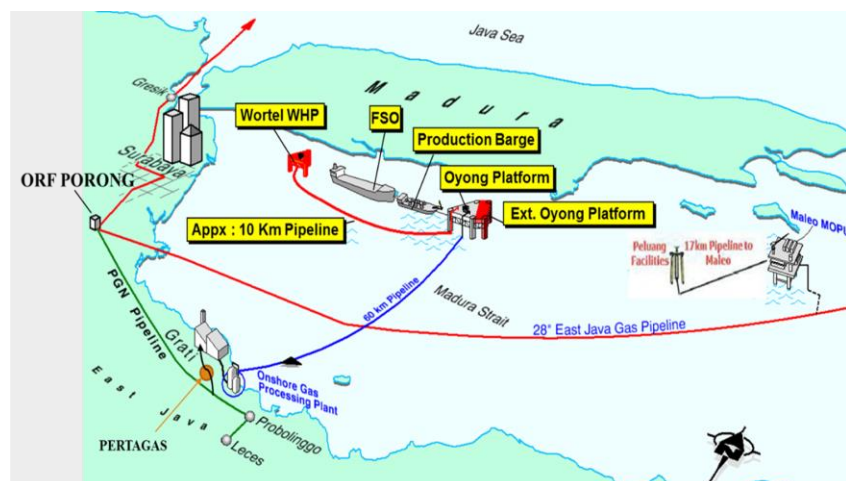 Java Sea
Gresik
Madura
Wortel WHP
FSO
Production Barge
Surabaya
Oyong Platform
ORF PORONG
Ext. Oyong Platform
Appx : 10 Km Pipeline
Maleo MOPU
Peluang
Facilities
17km Pipeline to
Maleo
PGN Pipeline
60 km Pipeline
Madura Strait
28" East Java Gas Pipeline
Grati
Onshore Gas
Processing Plant
East Java
PERTAGAS
Probolinggo
Leces